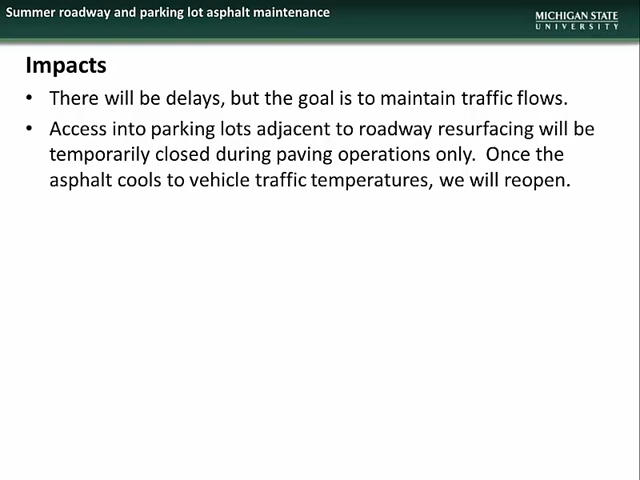 Summer roadway and parking lot asphalt maintenance
MICHIGAN STATE
UNIVERSITY
Impacts
• There will be delays, but the goal is to maintain traffic flows.
• Access into parking lots adjacent to roadway resurfacing will be
temporarily closed during paving operations only.  Once the
asphalt cools to vehicle traffic temperatures, we will reopen.